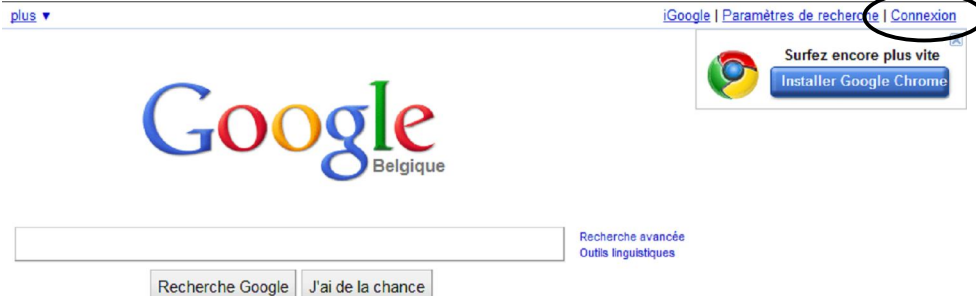 plus ▼
iGoogle | Paramètres de recherche | Connexion
Surfez encore plus vite
Installer Google Chrome
Google
Belgique
Recherche avancée
Outils linguistiques
Recherche Google
J'ai de la chance